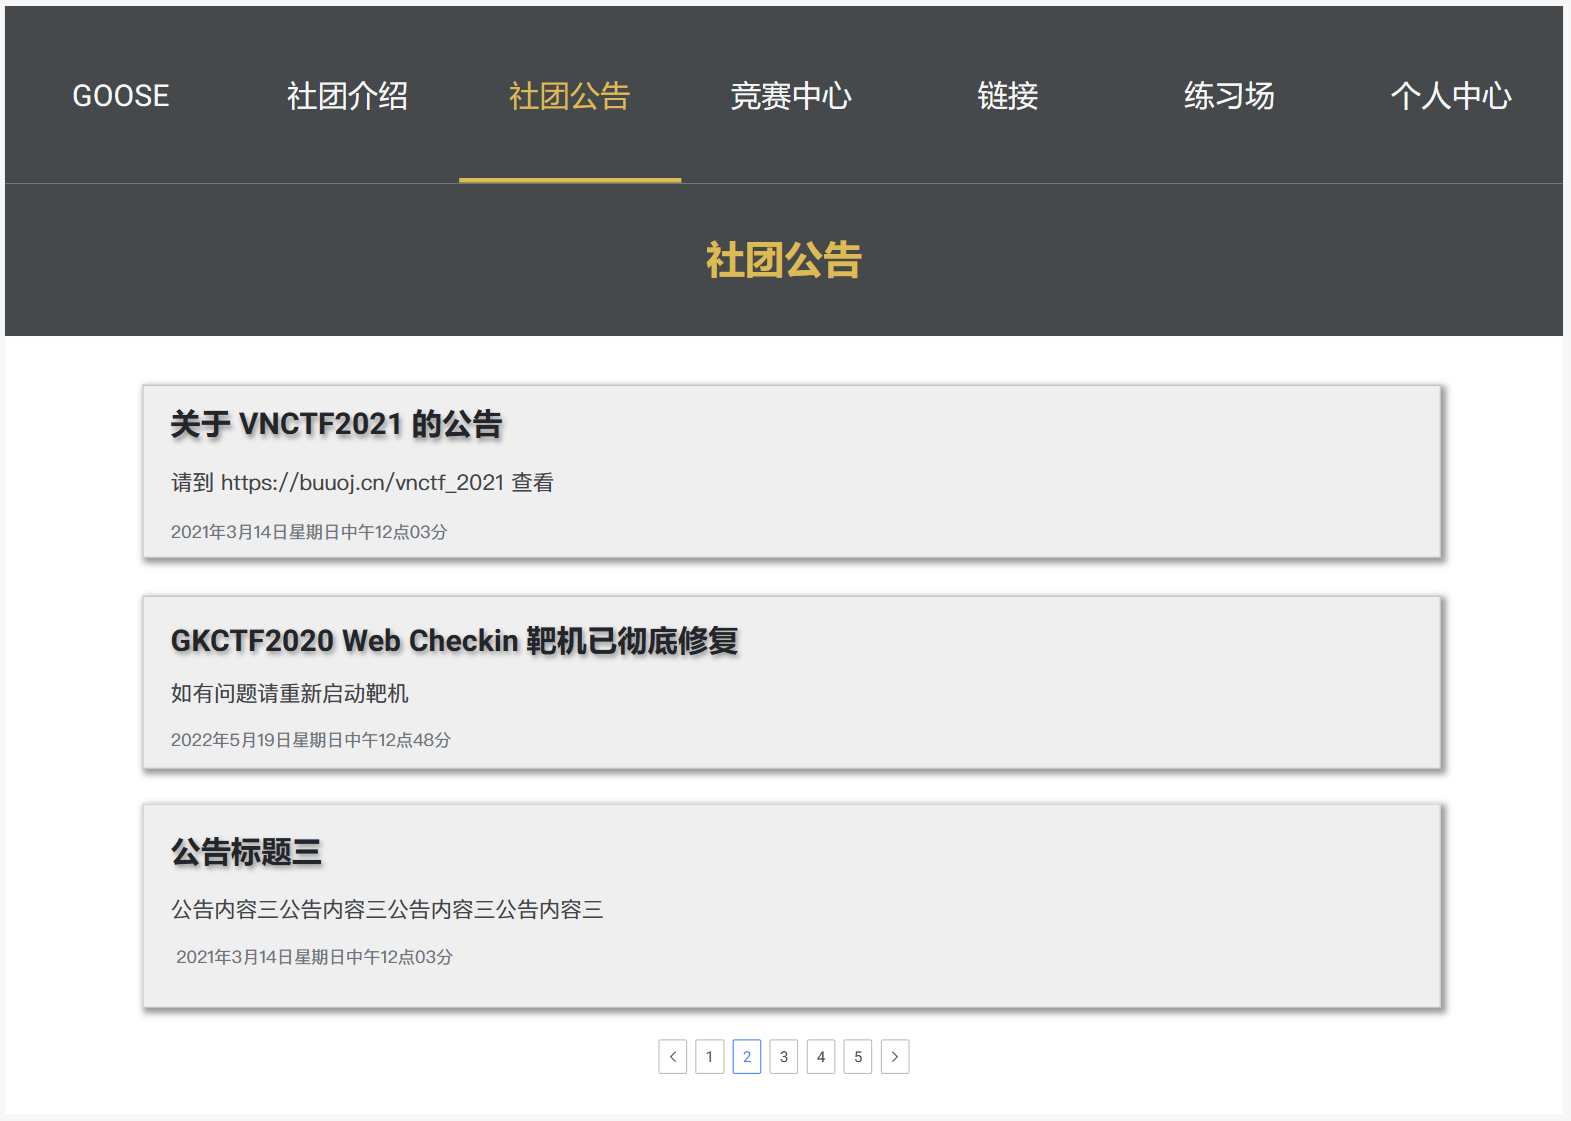 GOOSE 社团介绍 社团公告 竞赛中心 链接 练习场 个人中心
社团公告
关于 VNCTF2021 的公告
请到 https://buuoj.cn/vnctf_2021 查看
2021年3月14日星期日中午12点03分
GKCTF2020 Web Checkin 靶机已彻底修复
如有问题请重新启动靶机
2022年5月19日星期日中午12点48分
公告标题三
公告内容三公告内容三公告内容三公告内容三
2021年3月14日星期日中午12点03分
1 2 3 4 5